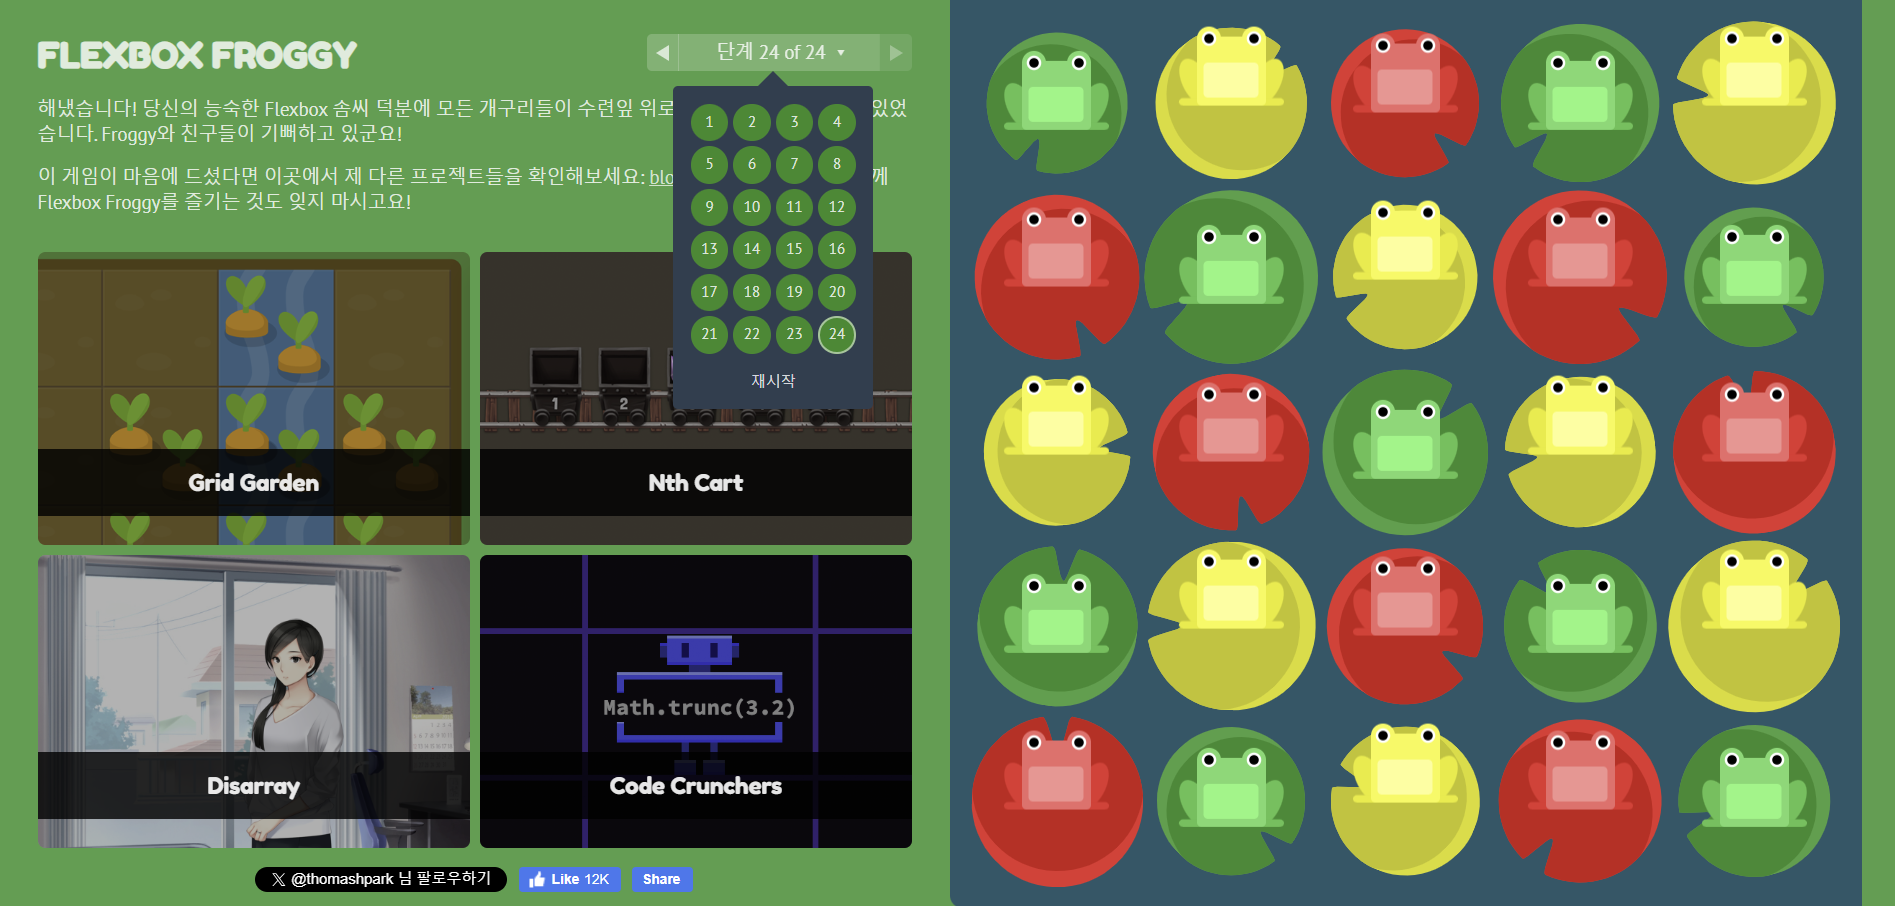 FLEXBOX FROGGY
단계 24 of 24
해냈습니다! 당신의 능숙한 Flexbox 솜씨 덕분에 모든 개구리들이 수련잎 위로 있었
습니다. Froggy와 친구들이 기뻐하고 있군요!
이 게임이 마음에 드셨다면 이곳에서 제 다른 프로젝트들을 확인해보세요: 께
Flexbox Froggy를 즐기는 것도 잊지 마시고요!
1 2 3 4
5 6 7 8
9 10 11 12
13 14 15 16
17 18 19 20
21 22 23 24
재시작
1 2
Grid Garden
Nth Cart
Math.trunc(3.2)
Disarray
Code Crunchers
@thomashpark 님 팔로우하기
Like 12K
Share